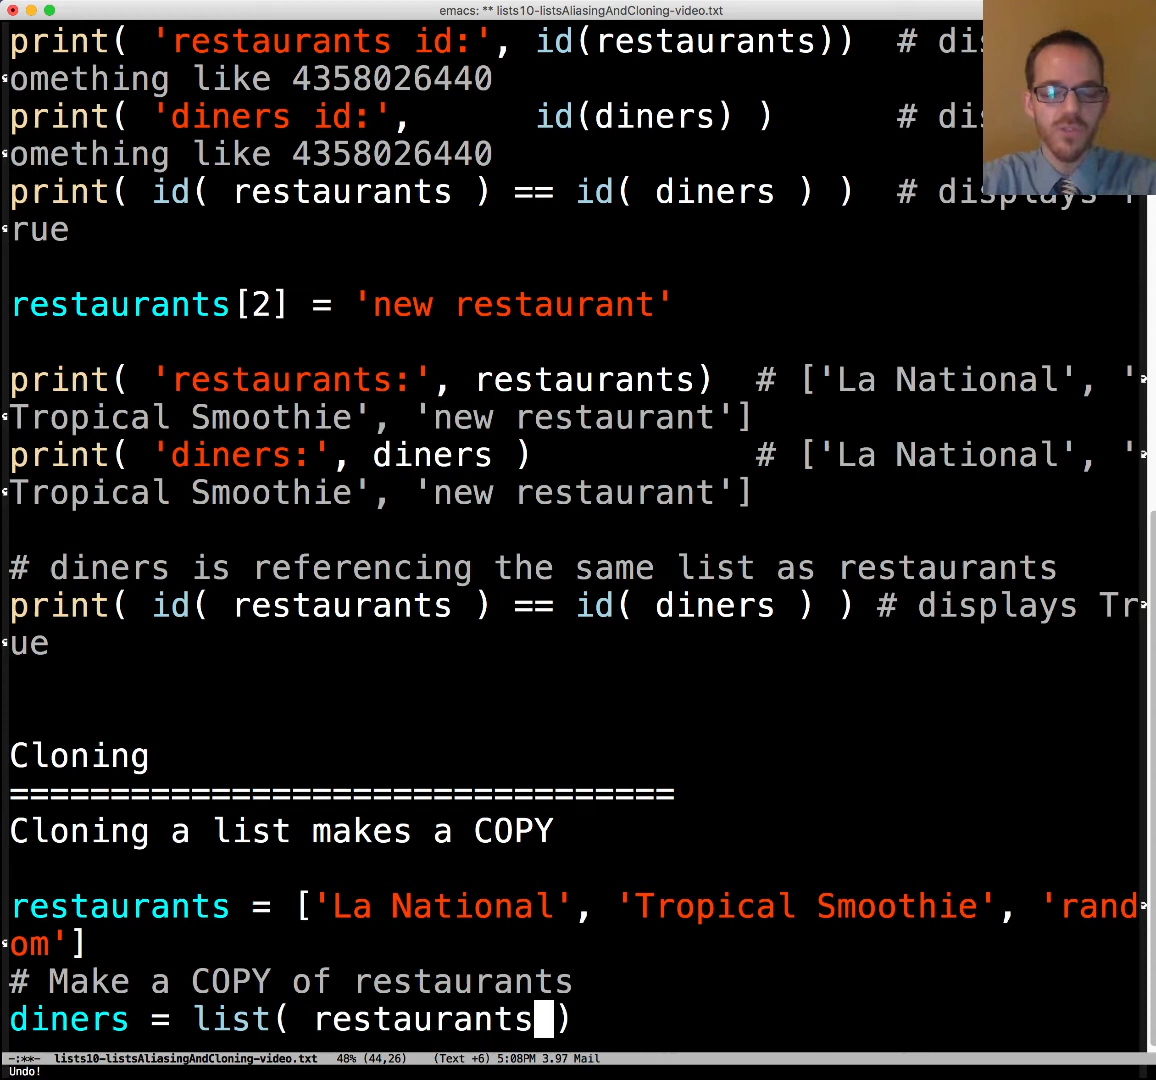 emacs: ** lists10-listsAliasingAndCloning-video.txt
print( 'restaurants id:', id(restaurants))  # dis
omething like 4358026440
print( 'diners id:',      id(diners) )      # dis
omething like 4358026440
print( id( restaurants ) == id( diners ) )  # displays T
rue
restaurants[2] = 'new restaurant'
print( 'restaurants:', restaurants)  # ['La National', '
Tropical Smoothie', 'new restaurant']
print( 'diners:', diners )           # ['La National', '
Tropical Smoothie', 'new restaurant']
# diners is referencing the same list as restaurants
print( id( restaurants ) == id( diners ) ) # displays Tr
ue
Cloning
=================================
Cloning a list makes a COPY
restaurants = ['La National', 'Tropical Smoothie', 'rand
om']
# Make a COPY of restaurants
diners = list( restaurants )
-:**-  lists10-listsAliasingAndCloning-video.txt   48% (44,26)    (Text +6) 5:08PM 3.97 Mail
Undo!